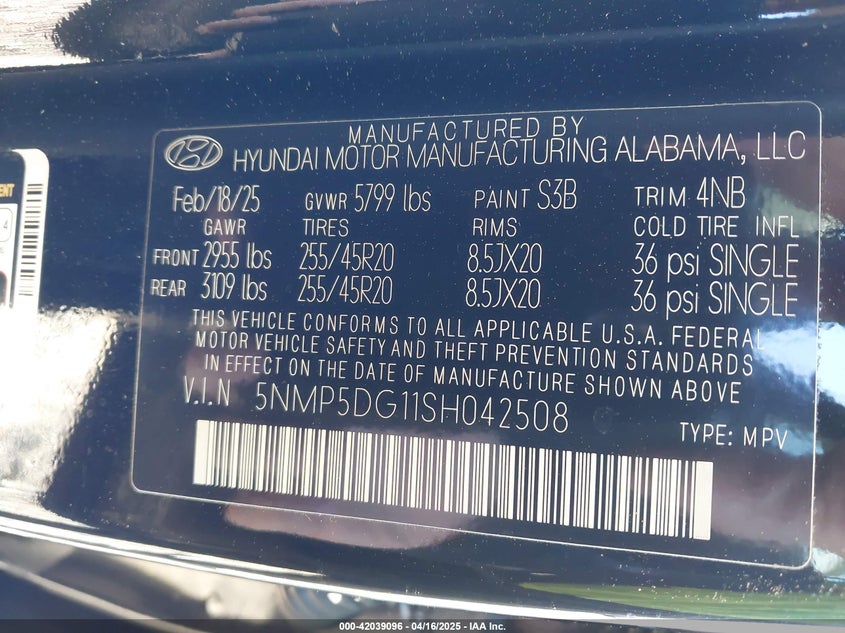 MANUFACTURED BY
HYUNDAI MOTOR MANUFACTURING ALABAMA, LLC
Feb/18/25 GVWR 5799 lbs PAINT S3B TRIM 4NB
GAWR TIRES RIMS COLD TIRE INFL
FRONT 2955 lbs 255/45R20 8.5JX20 36 psi SINGLE
REAR 3109 lbs 255/45R20 8.5JX20 36 psi SINGLE
THIS VEHICLE CONFORMS TO ALL APPLICABLE U.S.A. FEDERAL
MOTOR VEHICLE SAFETY AND THEFT PREVENTION STANDARDS
IN EFFECT ON THE DATE OF MANUFACTURE SHOWN ABOVE
V.I.N 5NMP5DG11SH042508
TYPE: MPV
4
000-42039096 - 04/16/2025 - IAA Inc.